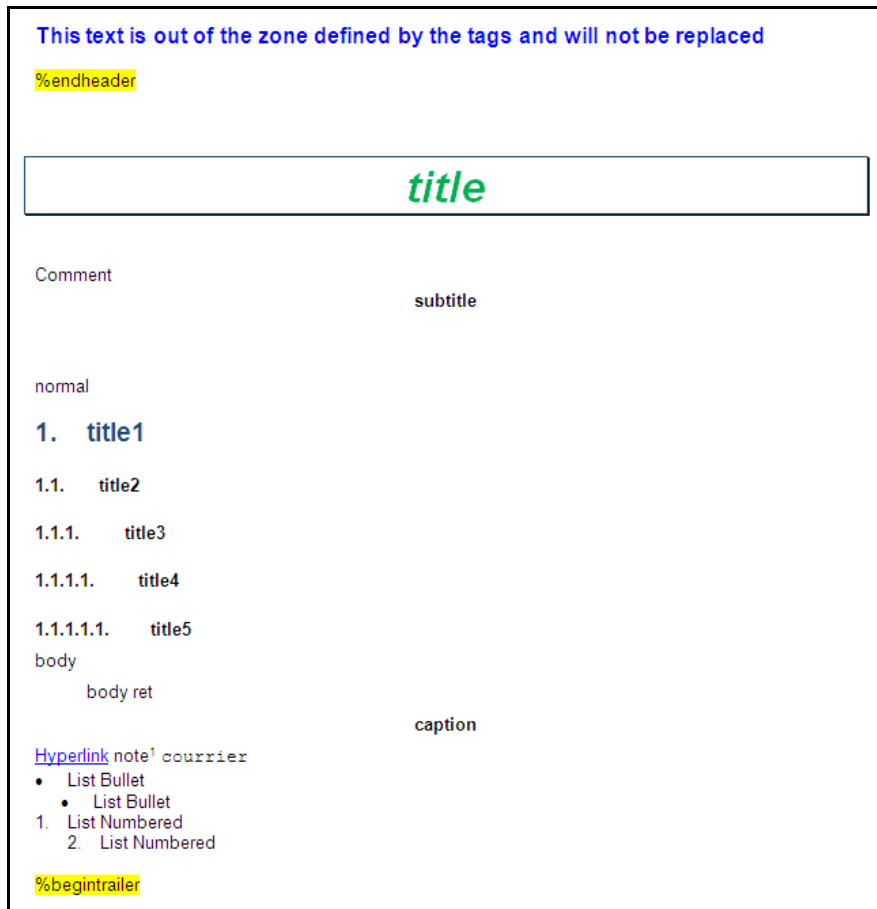 This text is out of the zone defined by the tags and will not be replaced
%endheader
title
Comment
subtitle
normal
1. title1
1.1. title2
1.1.1. title3
1.1.1.1. title4
1.1.1.1.1. title5
body
body ret
caption
Hyperlink note¹ courrier
• List Bullet
• List Bullet
1. List Numbered
2. List Numbered
%begintrailer